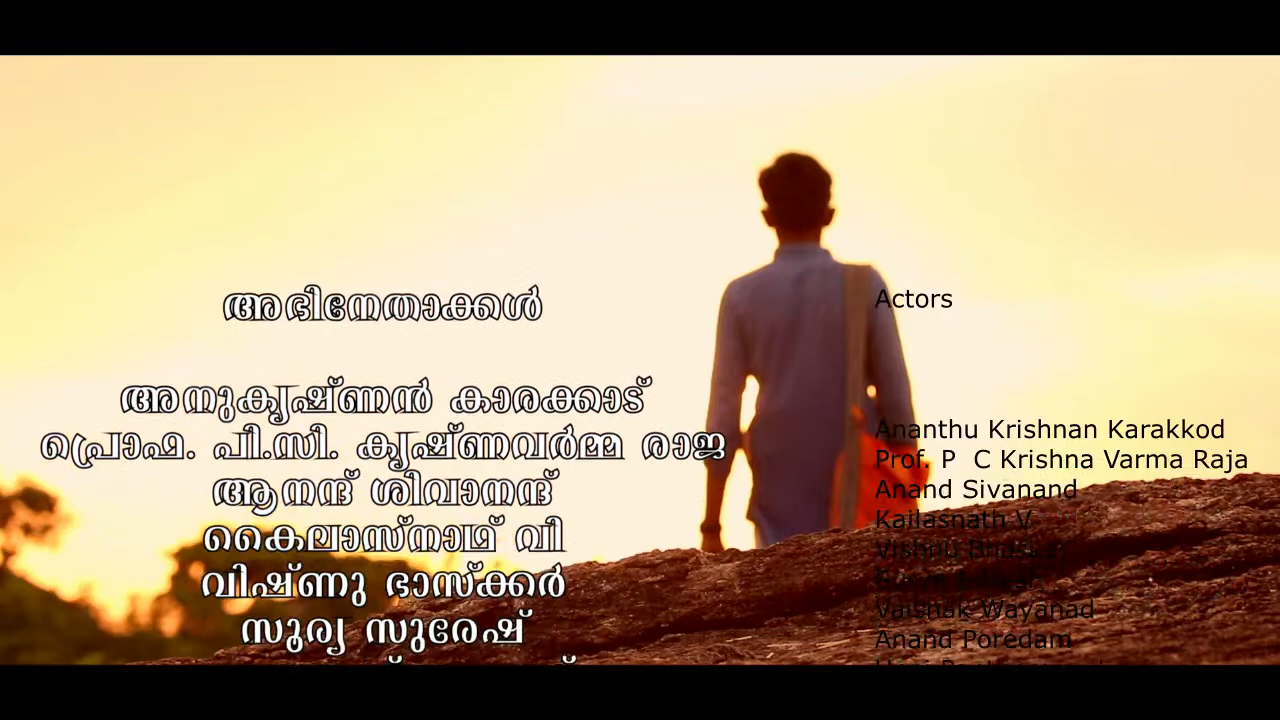 അഭിനേതാക്കൾ
അനുകൃഷ്ണൻ കാരക്കാട്
പ്രൊഫ. പി.സി. കൃഷ്ണവർമ്മ രാജ
ആനന്ദ് ശിവാനന്ദ്
കൈലാസ്നാഥ് വി
വിഷ്ണു ഭാസ്ക്കർ
സുര്യ സുരേഷ്
Actors
Ananthu Krishnan Karakkod
Prof. P C Krishna Varma Raja
Anand Sivanand
Kailasnath V
Vishnu
Vaishak Wayanad
Anand Poredam